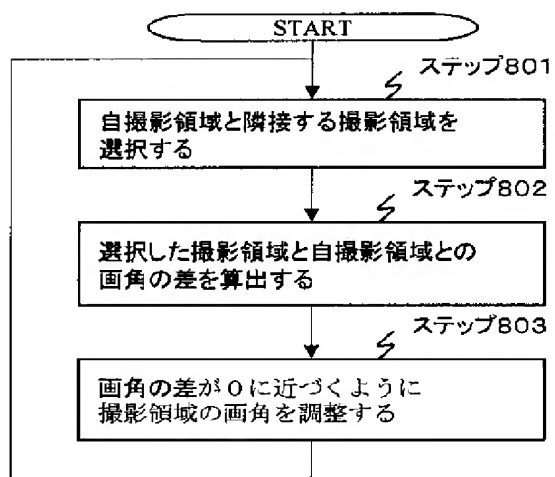 START
ステップ801
自撮影領域と隣接する撮影領域を
選択する
ステップ802
選択した撮影領域と自撮影領域との
画角の差を算出する
ステップ803
画角の差が0に近づくように
撮影領域の画角を調整する